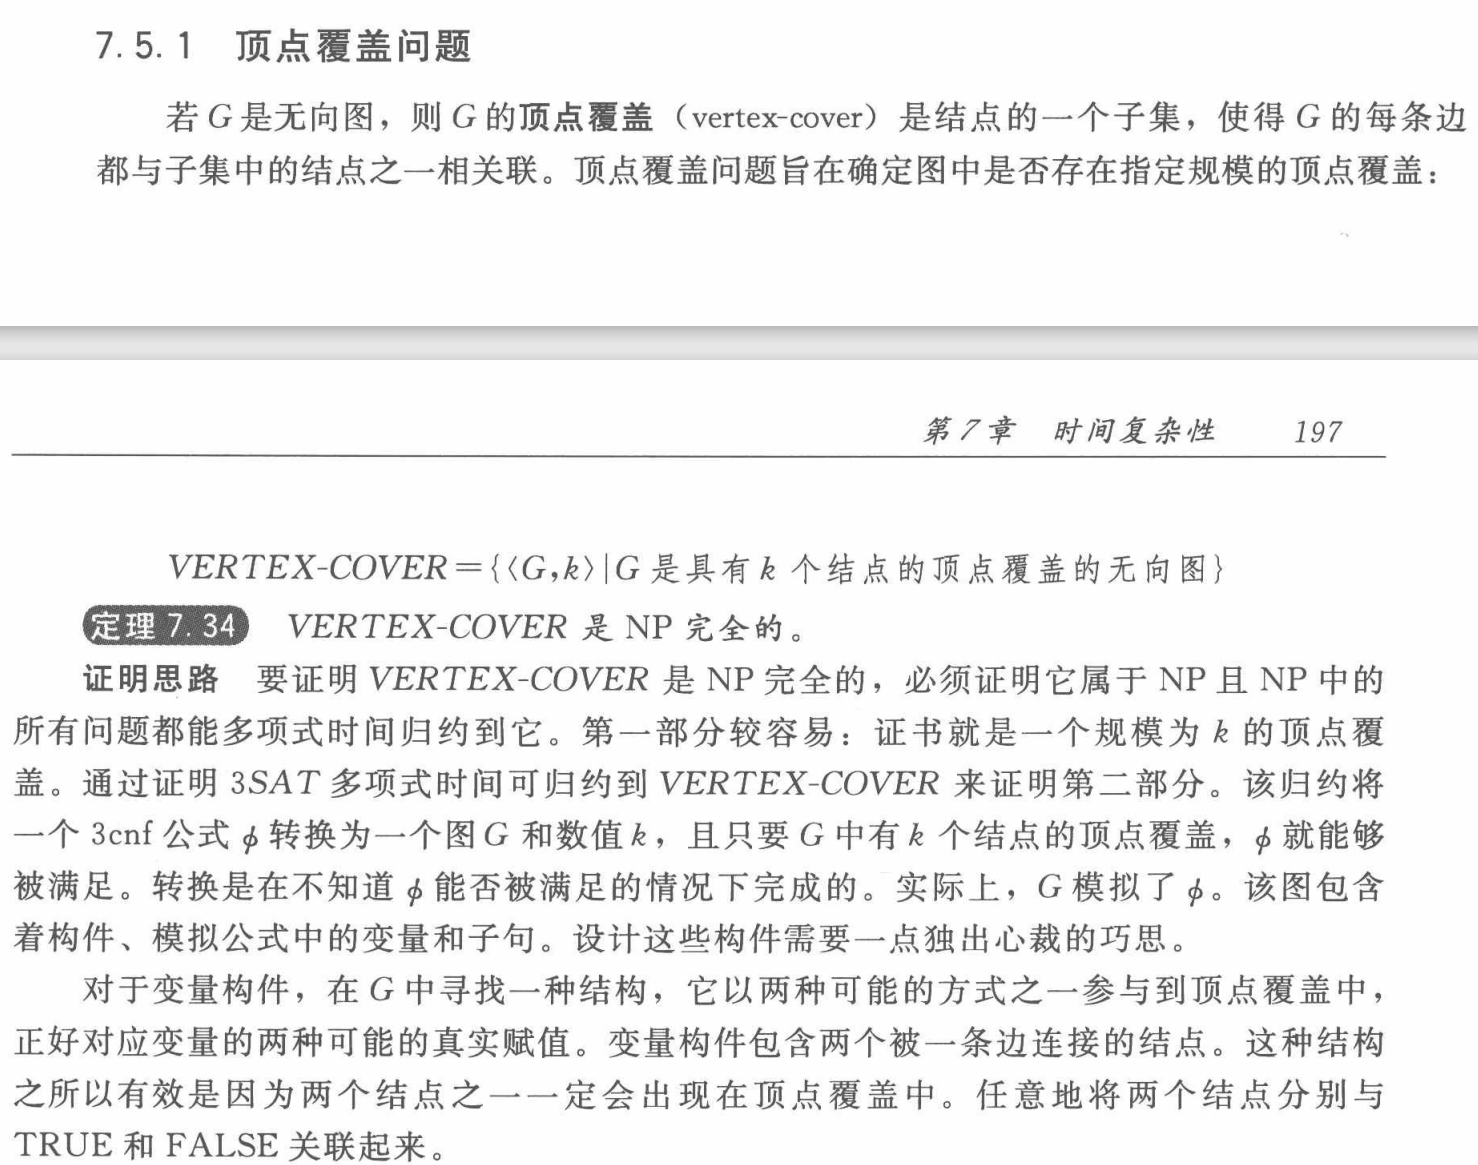 7.5.1 顶点覆盖问题
若 G 是无向图，则 G 的顶点覆盖（vertex-cover）是结点的一个子集，使得 G 的每条边
都与子集中的结点之一相关联。顶点覆盖问题旨在确定图中是否存在指定规模的顶点覆盖：
第7章 时间复杂性 197
VERTEX-COVER={⟨G,k⟩|G 是具有 k 个结点的顶点覆盖的无向图}
定理 7.34 VERTEX-COVER 是 NP 完全的。
证明思路 要证明 VERTEX-COVER 是 NP 完全的，必须证明它属于 NP 且 NP 中的
所有问题都能多项式时间归约到它。第一部分较容易：证书就是一个规模为 k 的顶点覆
盖。通过证明 3SAT 多项式时间可归约到 VERTEX-COVER 来证明第二部分。该归约将
一个 3cnf 公式 ϕ 转换为一个图 G 和数值 k，且只要 G 中有 k 个结点的顶点覆盖，ϕ 就能够
被满足。转换是在不知道 ϕ 能否被满足的情况下完成的。实际上，G 模拟了 ϕ。该图包含
着构件、模拟公式中的变量和子句。设计这些构件需要一点独出心裁的巧思。
对于变量构件，在 G 中寻找一种结构，它以两种可能的方式之一参与到顶点覆盖中，
正好对应变量的两种可能的真实赋值。变量构件包含两个被一条边连接的结点。这种结构
之所以有效是因为两个结点之一一定会出现在顶点覆盖中。任意地将两个结点分别与
TRUE 和 FALSE 关联起来。